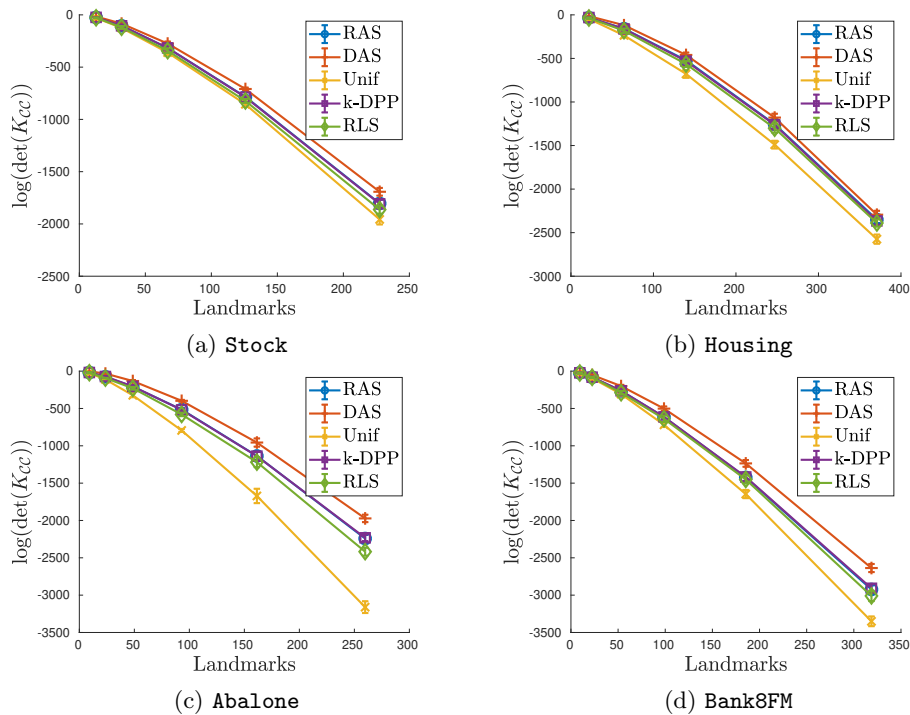 0
-500
-1000
-1500
-2000
-2500
log(det(K_CC))
RAS
DAS
Unif
k-DPP
RLS
0 50 100 150 200 250
Landmarks
(a) Stock
0
-500
-1000
-1500
-2000
-2500
-3000
log(det(K_CC))
RAS
DAS
Unif
k-DPP
RLS
0 100 200 300 400
Landmarks
(b) Housing
0
-500
-1000
-1500
-2000
-2500
-3000
-3500
log(det(K_CC))
RAS
DAS
Unif
k-DPP
RLS
0 50 100 150 200 250 300
Landmarks
(c) Abalone
0
-500
-1000
-1500
-2000
-2500
-3000
-3500
log(det(K_CC))
RAS
DAS
Unif
k-DPP
RLS
0 50 100 150 200 250 300 350
Landmarks
(d) Bank8FM